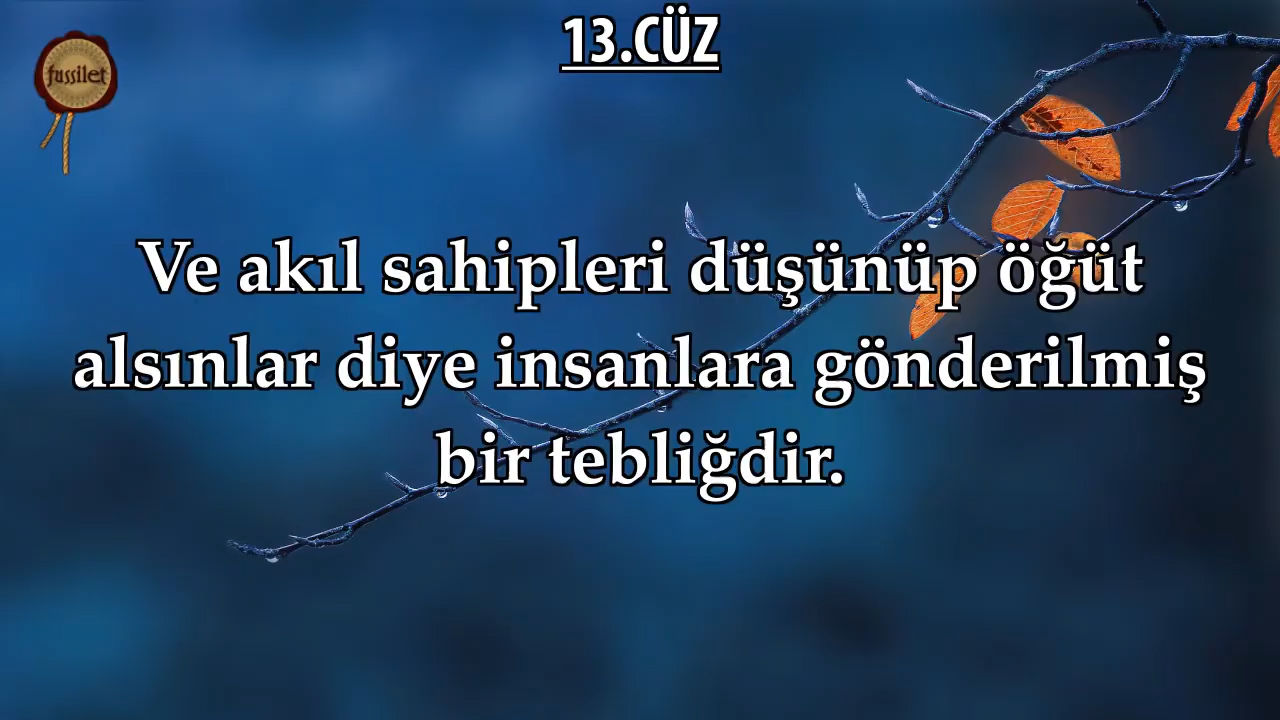 13.CÜZ
fussilet
Ve akıl sahipleri düşünüp öğüt
alsınlar diye insanlara gönderilmiş
bir tebliğdir.